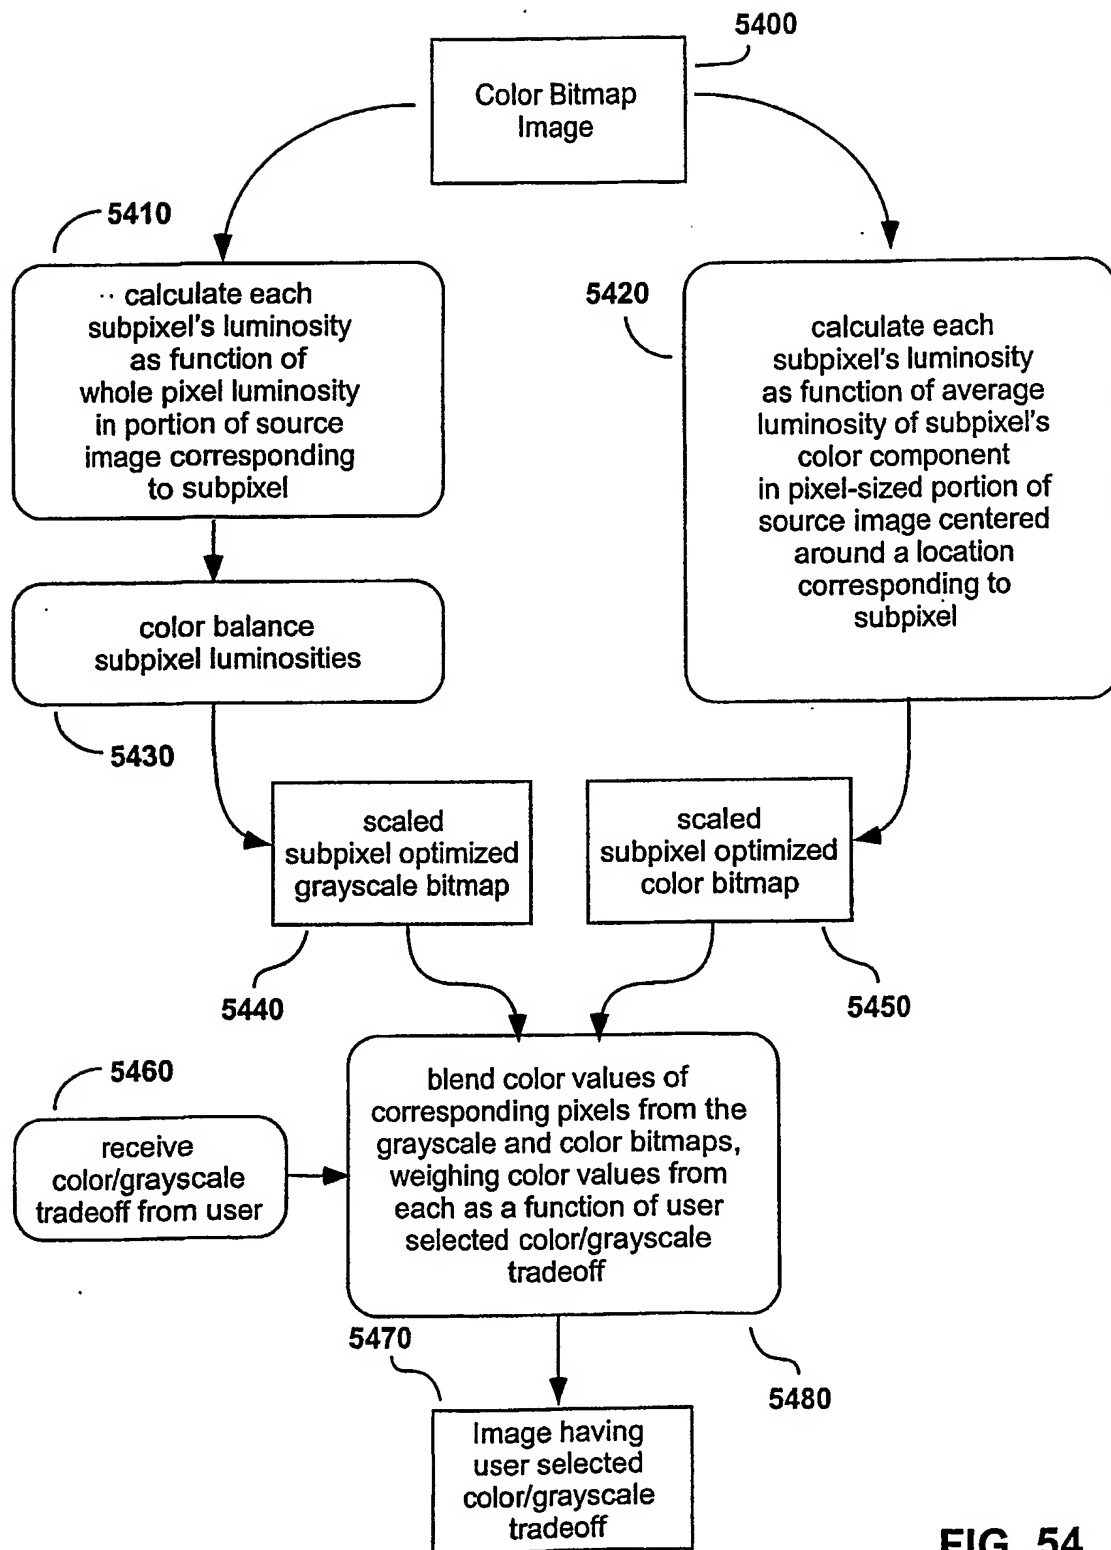 5400
Color Bitmap
Image
5410
calculate each
subpixel's luminosity
as function of
whole pixel luminosity
in portion of source
image corresponding
to subpixel
5420
calculate each
subpixel's luminosity
as function of average
luminosity of subpixel's
color component
in pixel-sized portion of
source image centered
around a location
corresponding to
subpixel
color balance
subpixel luminosities
5430
scaled
subpixel optimized
grayscale bitmap
scaled
subpixel optimized
color bitmap
5440
5450
5460
receive
color/grayscale
tradeoff from user
blend color values of
corresponding pixels from the
grayscale and color bitmaps,
weighing color values from
each as a function of user
selected color/grayscale
tradeoff
5470
5480
Image having
user selected
color/grayscale
tradeoff
FIG. 54